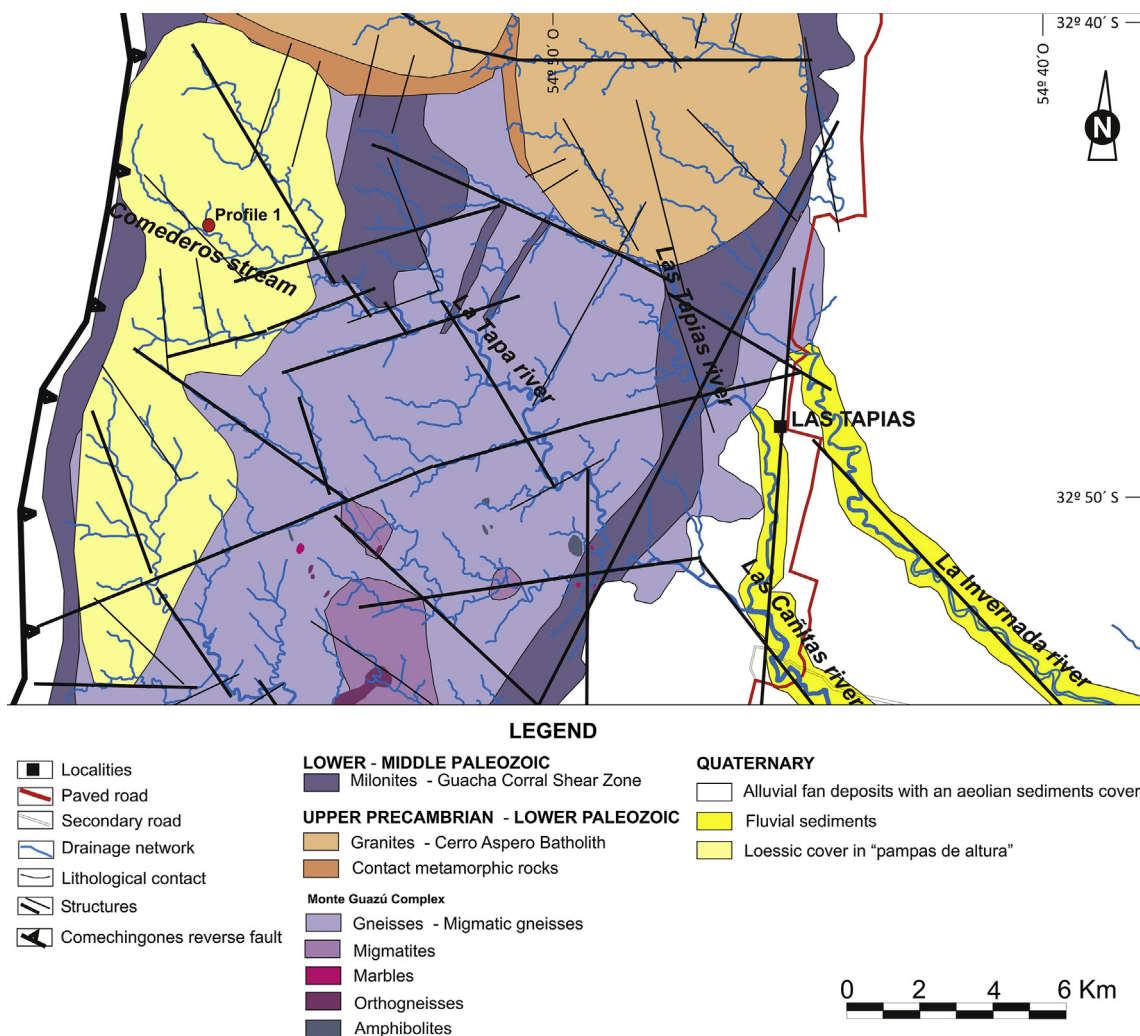 54º 50´ O
54º 40´ O
32º 40´ S
N
Profile 1
Comederos stream
La Tapa river
Las Tapias river
LAS TAPIAS
32º 50´ S
La Invernada river
Las Cañitas river
LEGEND
Localities
Paved road
Secondary road
Drainage network
Lithological contact
Structures
Comechingones reverse fault
LOWER - MIDDLE PALEOZOIC
Milonites - Guacha Corral Shear Zone
UPPER PRECAMBRIAN - LOWER PALEOZOIC
Granites - Cerro Aspero Batholith
Contact metamorphic rocks
Monte Guazú Complex
Gneisses - Migmatic gneisses
Migmatites
Marbles
Orthogneisses
Amphibolites
QUATERNARY
Alluvial fan deposits with an aeolian sediments cover
Fluvial sediments
Loessic cover in “pampas de altura”
0 2 4 6 Km